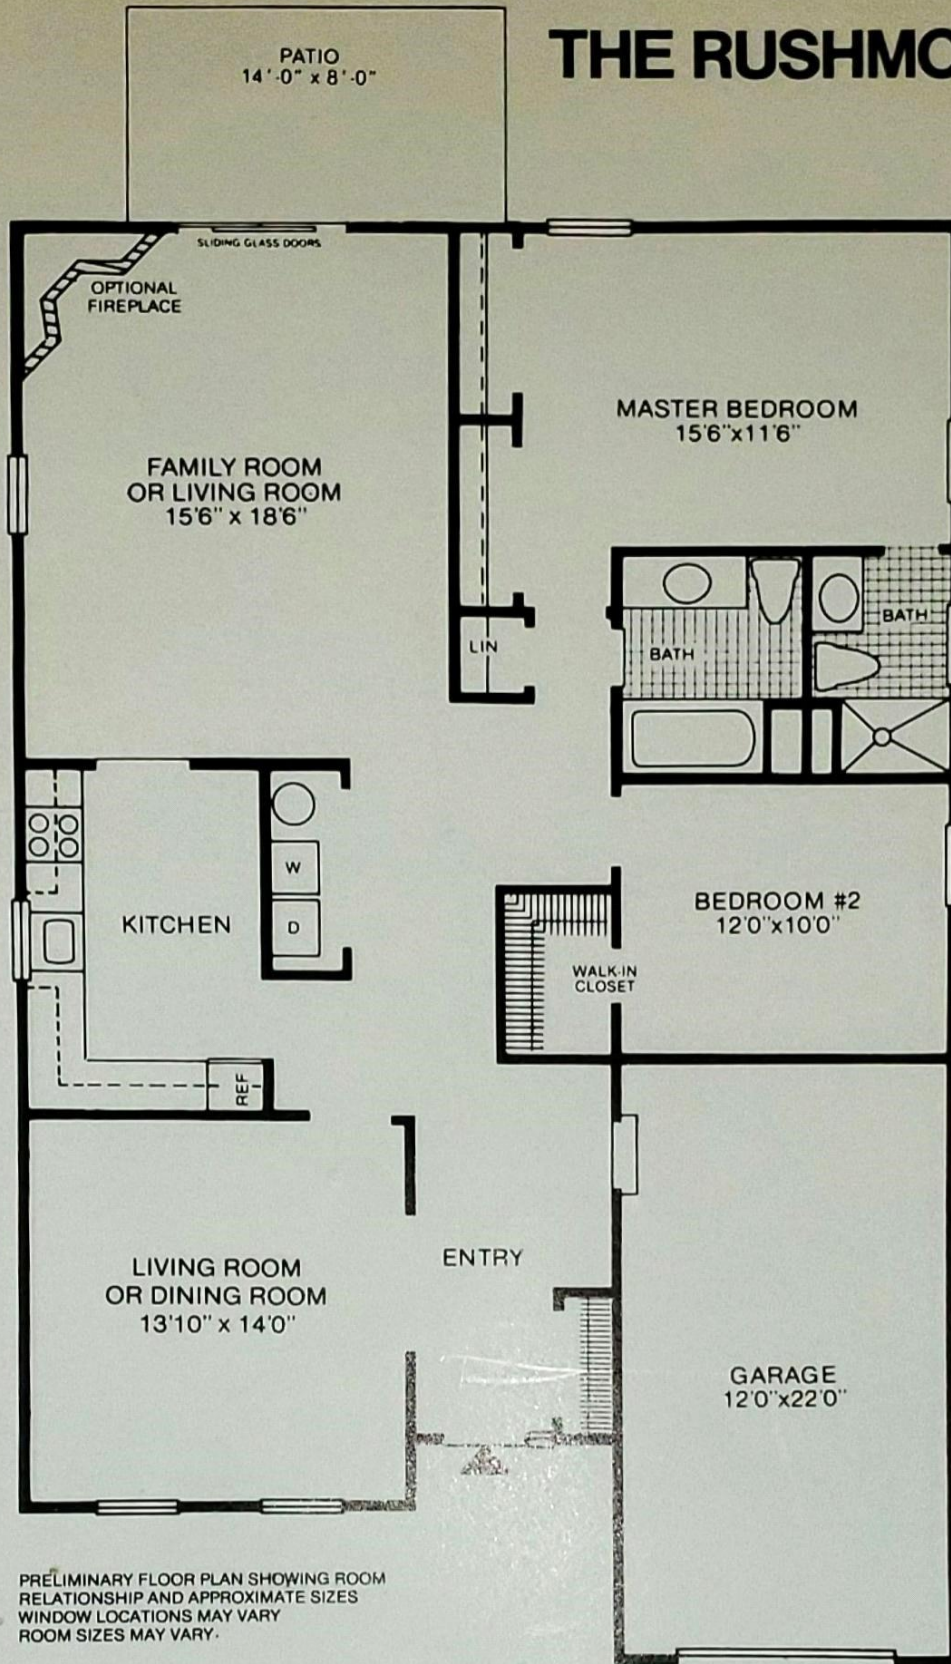 THE RUSHMO
PATIO
14'-0" x 8'-0"
SLIDING GLASS DOORS
OPTIONAL
FIREPLACE
MASTER BEDROOM
15'6"x11'6"
FAMILY ROOM
OR LIVING ROOM
15'6" x 18'6"
BATH
LIN
BATH
W
D
KITCHEN
BEDROOM #2
12'0"x10'0"
WALK-IN
CLOSET
REF
ENTRY
LIVING ROOM
OR DINING ROOM
13'10" x 14'0"
GARAGE
12'0"x22'0"
PRELIMINARY FLOOR PLAN SHOWING ROOM
RELATIONSHIP AND APPROXIMATE SIZES
WINDOW LOCATIONS MAY VARY
ROOM SIZES MAY VARY.